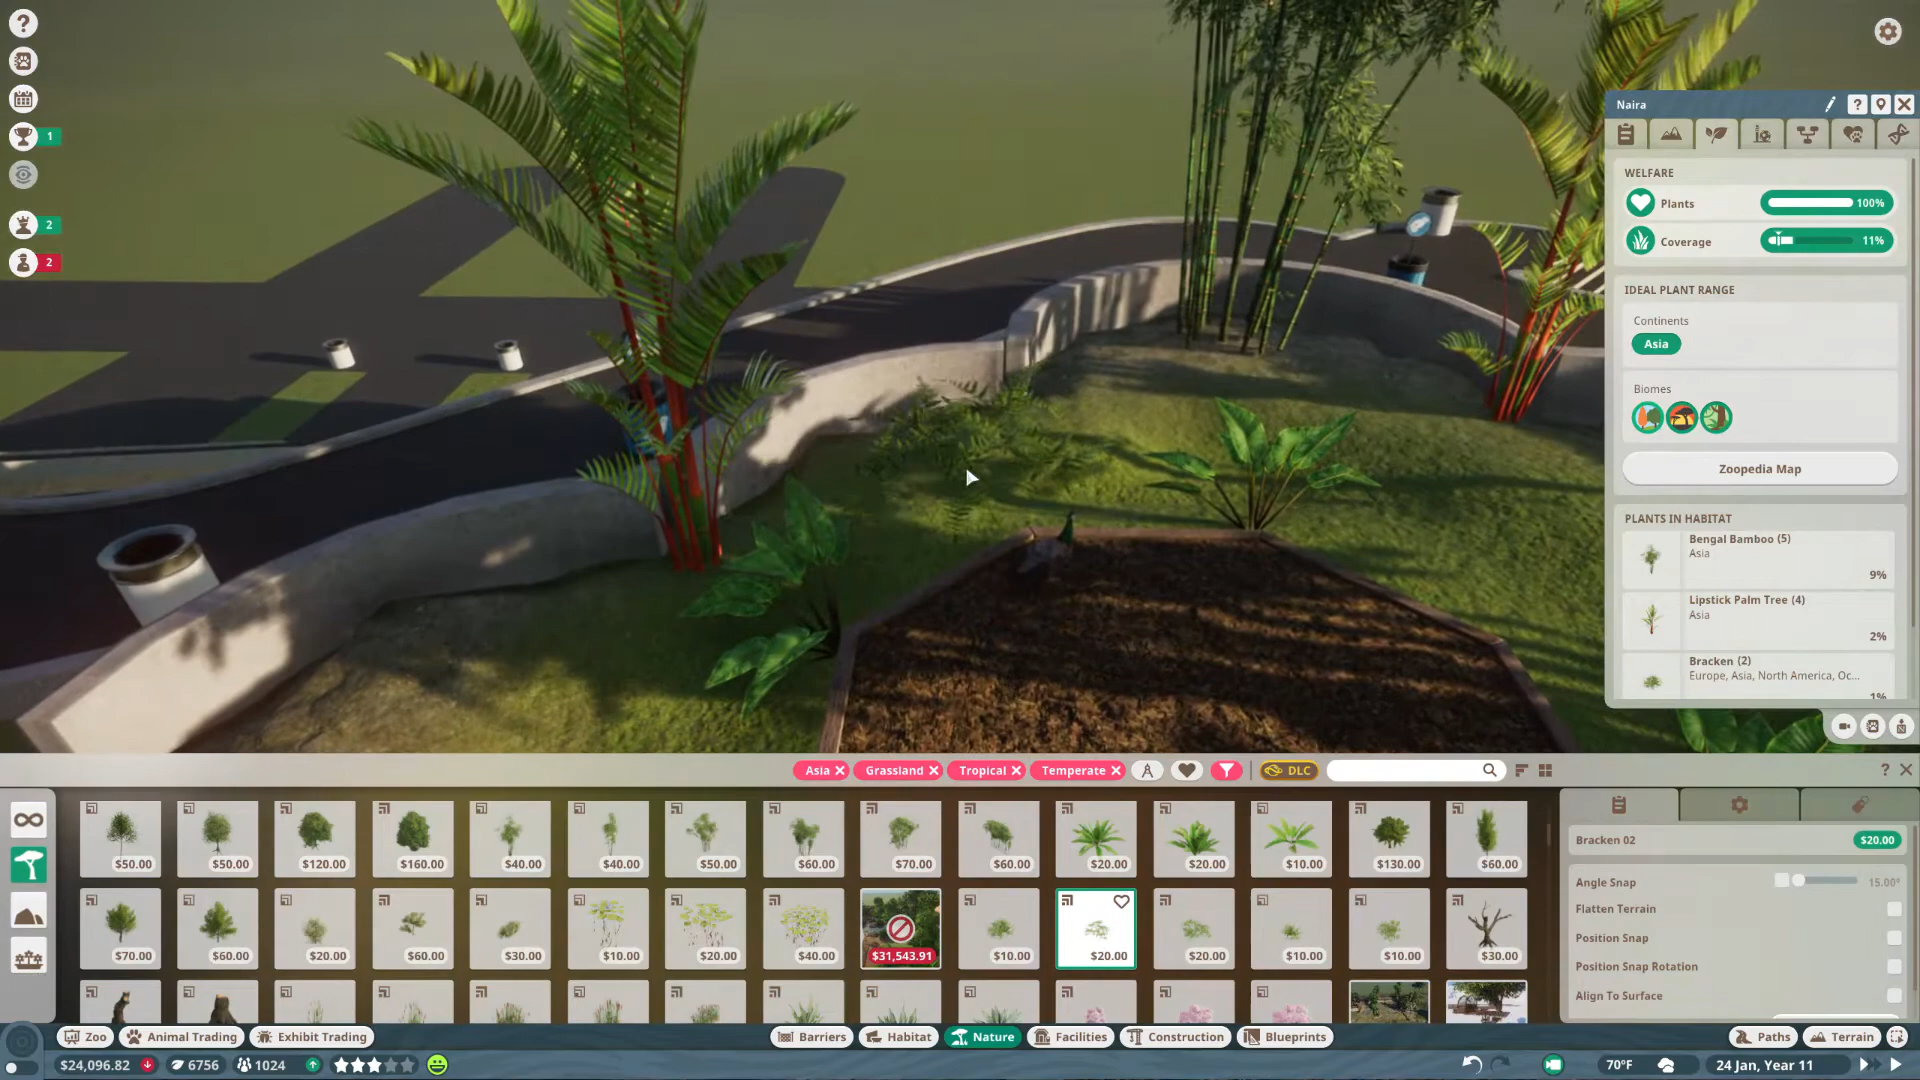 ?
1
2
2
Naira
?
WELFARE
Plants
100%
Coverage
11%
IDEAL PLANT RANGE
Continents
Asia
Biomes
Zoopedia Map
PLANTS IN HABITAT
Bengal Bamboo (5)
Asia
9%
Lipstick Palm Tree (4)
Asia
2%
Bracken (2)
Europe, Asia, North America, Oc...
1%
Asia
Grassland
Tropical
Temperate
DLC
?
$50.00 $50.00 $120.00 $160.00 $40.00 $40.00 $50.00 $60.00 $70.00 $60.00 $20.00 $20.00 $10.00 $130.00 $60.00
$70.00 $60.00 $20.00 $60.00 $30.00 $10.00 $20.00 $40.00 $31,543.91 $10.00 $20.00 $20.00 $10.00 $10.00 $30.00
Bracken 02
$20.00
Angle Snap
15.00°
Flatten Terrain
Position Snap
Position Snap Rotation
Align To Surface
Zoo
Animal Trading
Exhibit Trading
Barriers
Habitat
Nature
Facilities
Construction
Blueprints
Paths
Terrain
$24,096.82
6756
1024
70°F
24 Jan, Year 11